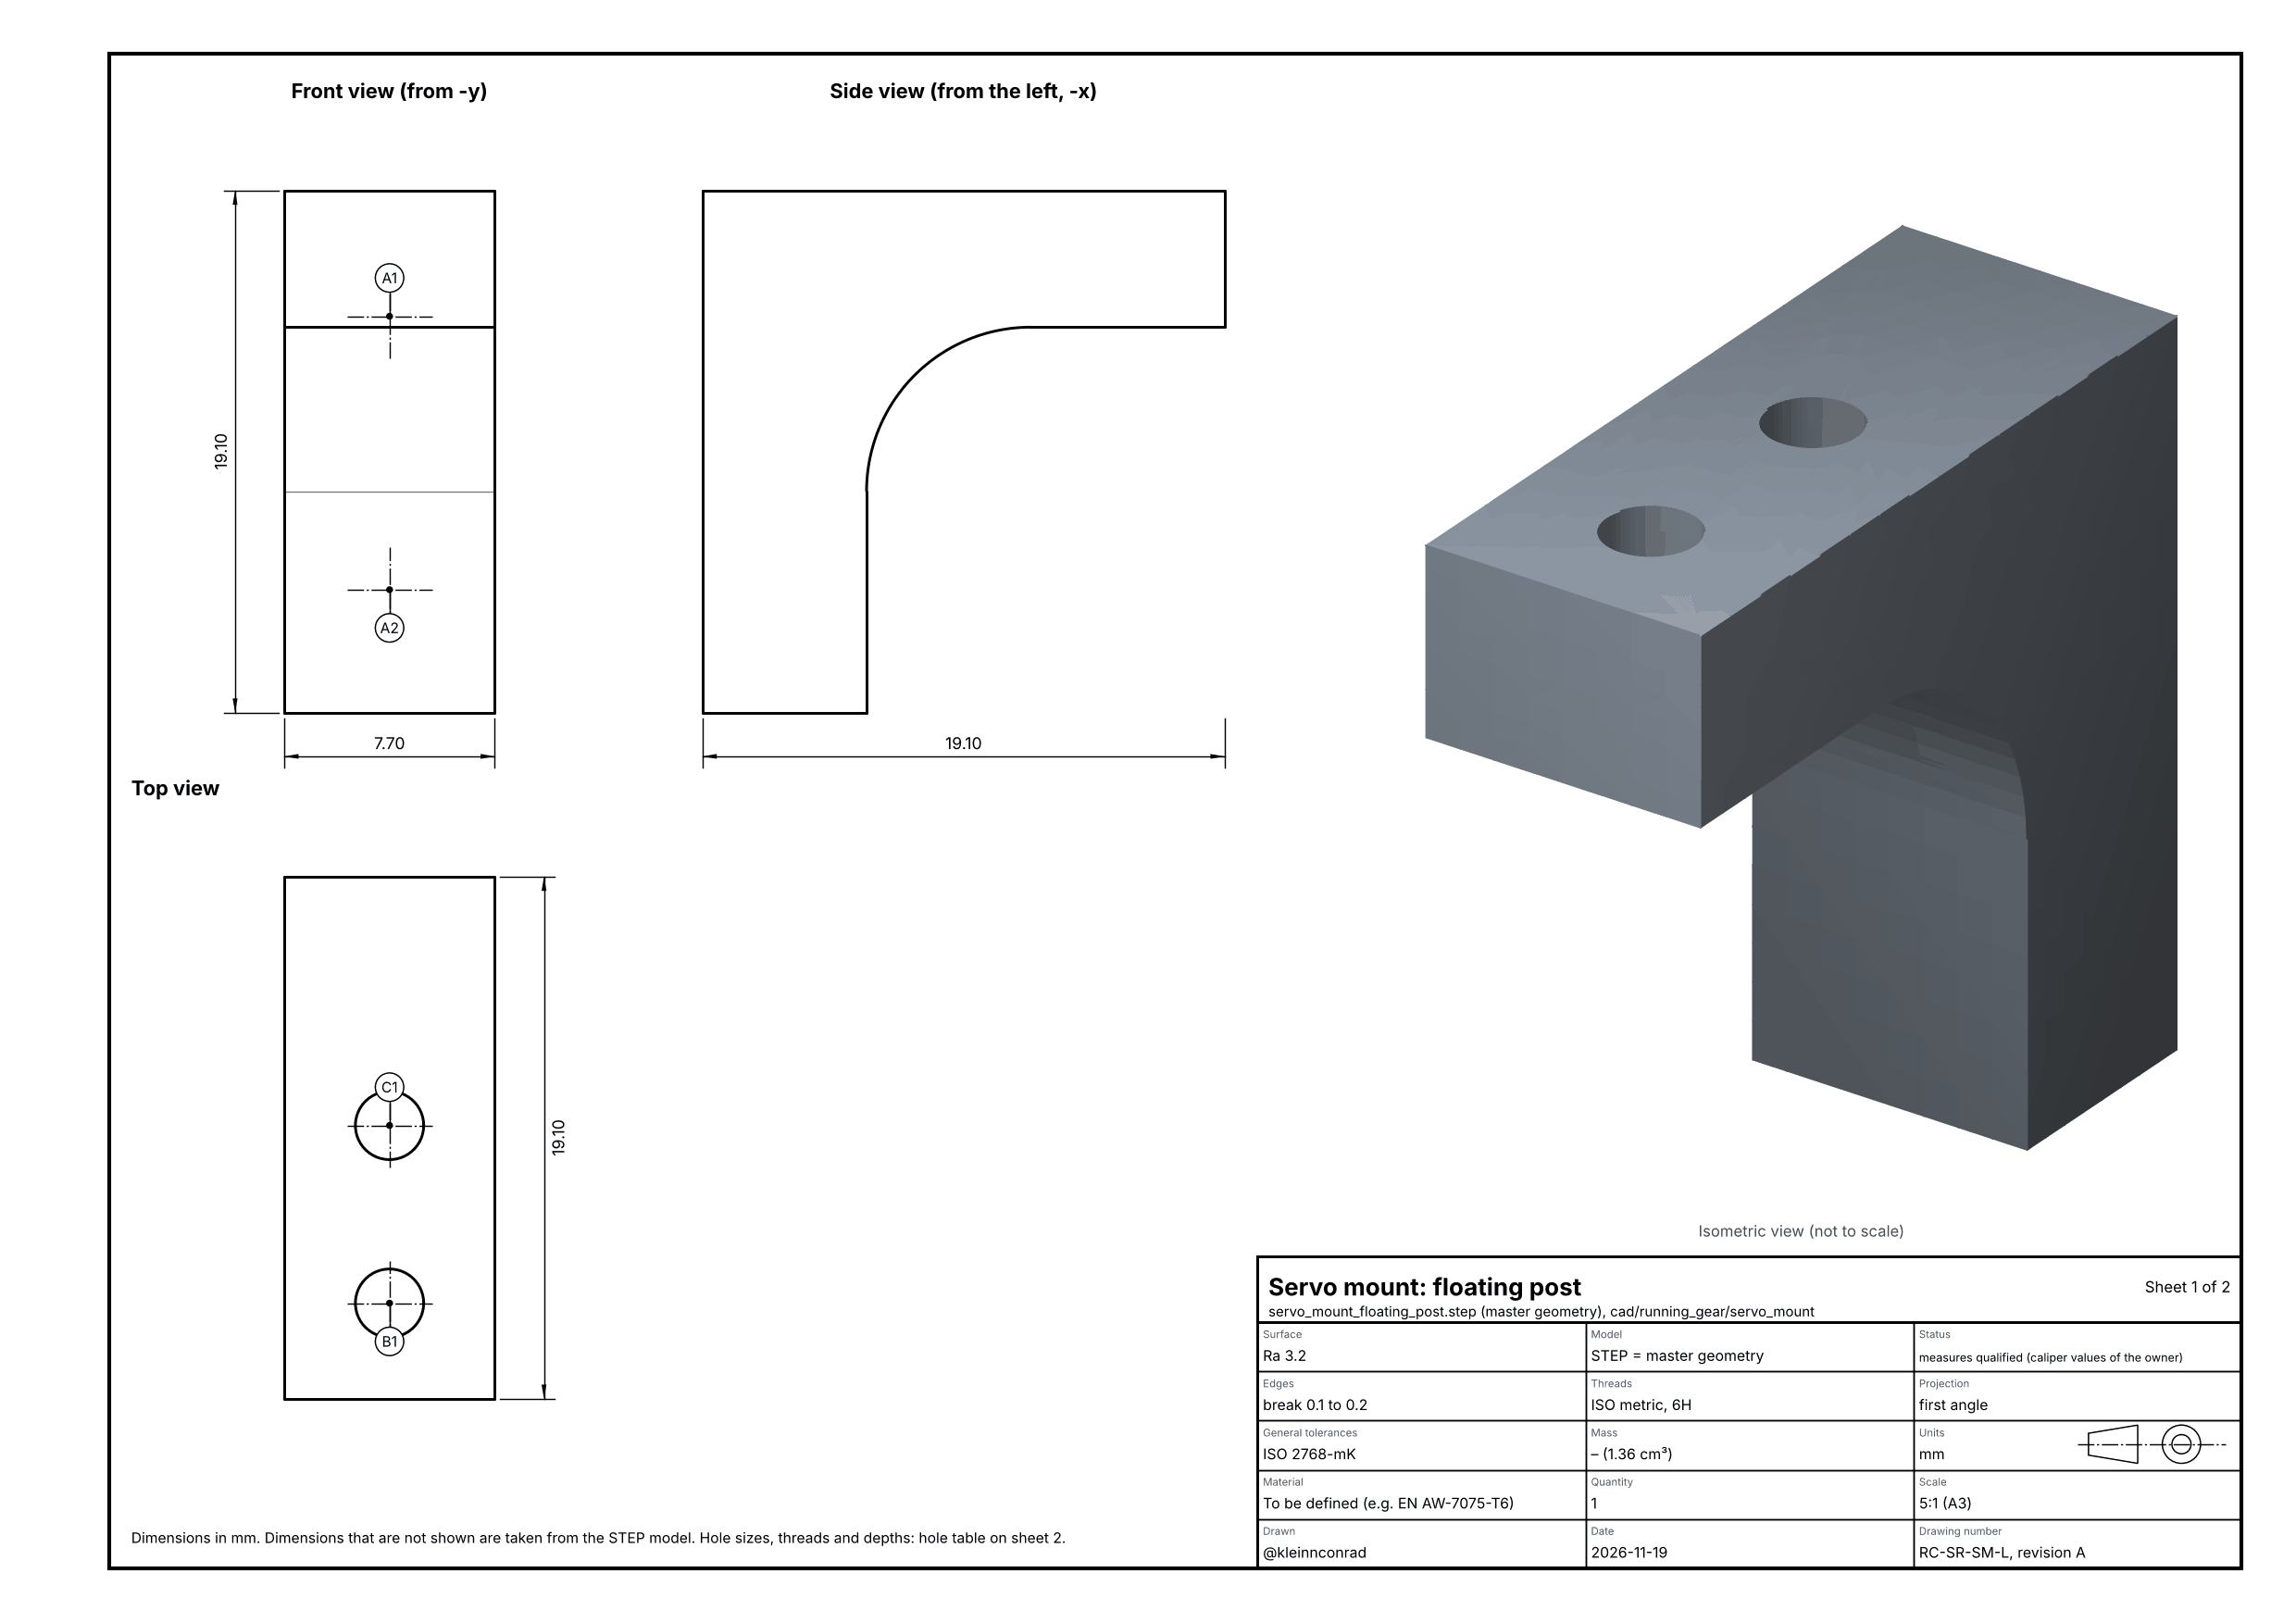 Front view (from -y)
Side view (from the left, -x)
A1
19.10
A2
7.70
19.10
Top view
C1
19.10
B1
Isometric view (not to scale)
Servo mount: floating post
Sheet 1 of 2
servo_mount_floating_post.step (master geometry), cad/running_gear/servo_mount
Surface
Ra 3.2
Model
STEP = master geometry
Status
measures qualified (caliper values of the owner)
Edges
break 0.1 to 0.2
Threads
ISO metric, 6H
Projection
first angle
General tolerances
ISO 2768-mK
Mass
– (1.36 cm³)
Units
mm
Material
To be defined (e.g. EN AW-7075-T6)
Quantity
1
Scale
5:1 (A3)
Drawn
@kleinnconrad
Date
2026-11-19
Drawing number
RC-SR-SM-L, revision A
Dimensions in mm. Dimensions that are not shown are taken from the STEP model. Hole sizes, threads and depths: hole table on sheet 2.